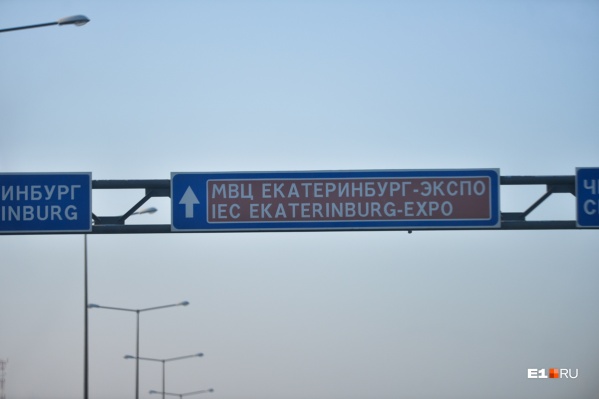 ИНБУРГ
INBURG
МВЦ ЕКАТЕРИНБУРГ-ЭКСПО
IEC EKATERINBURG-EXPO
E1 RU